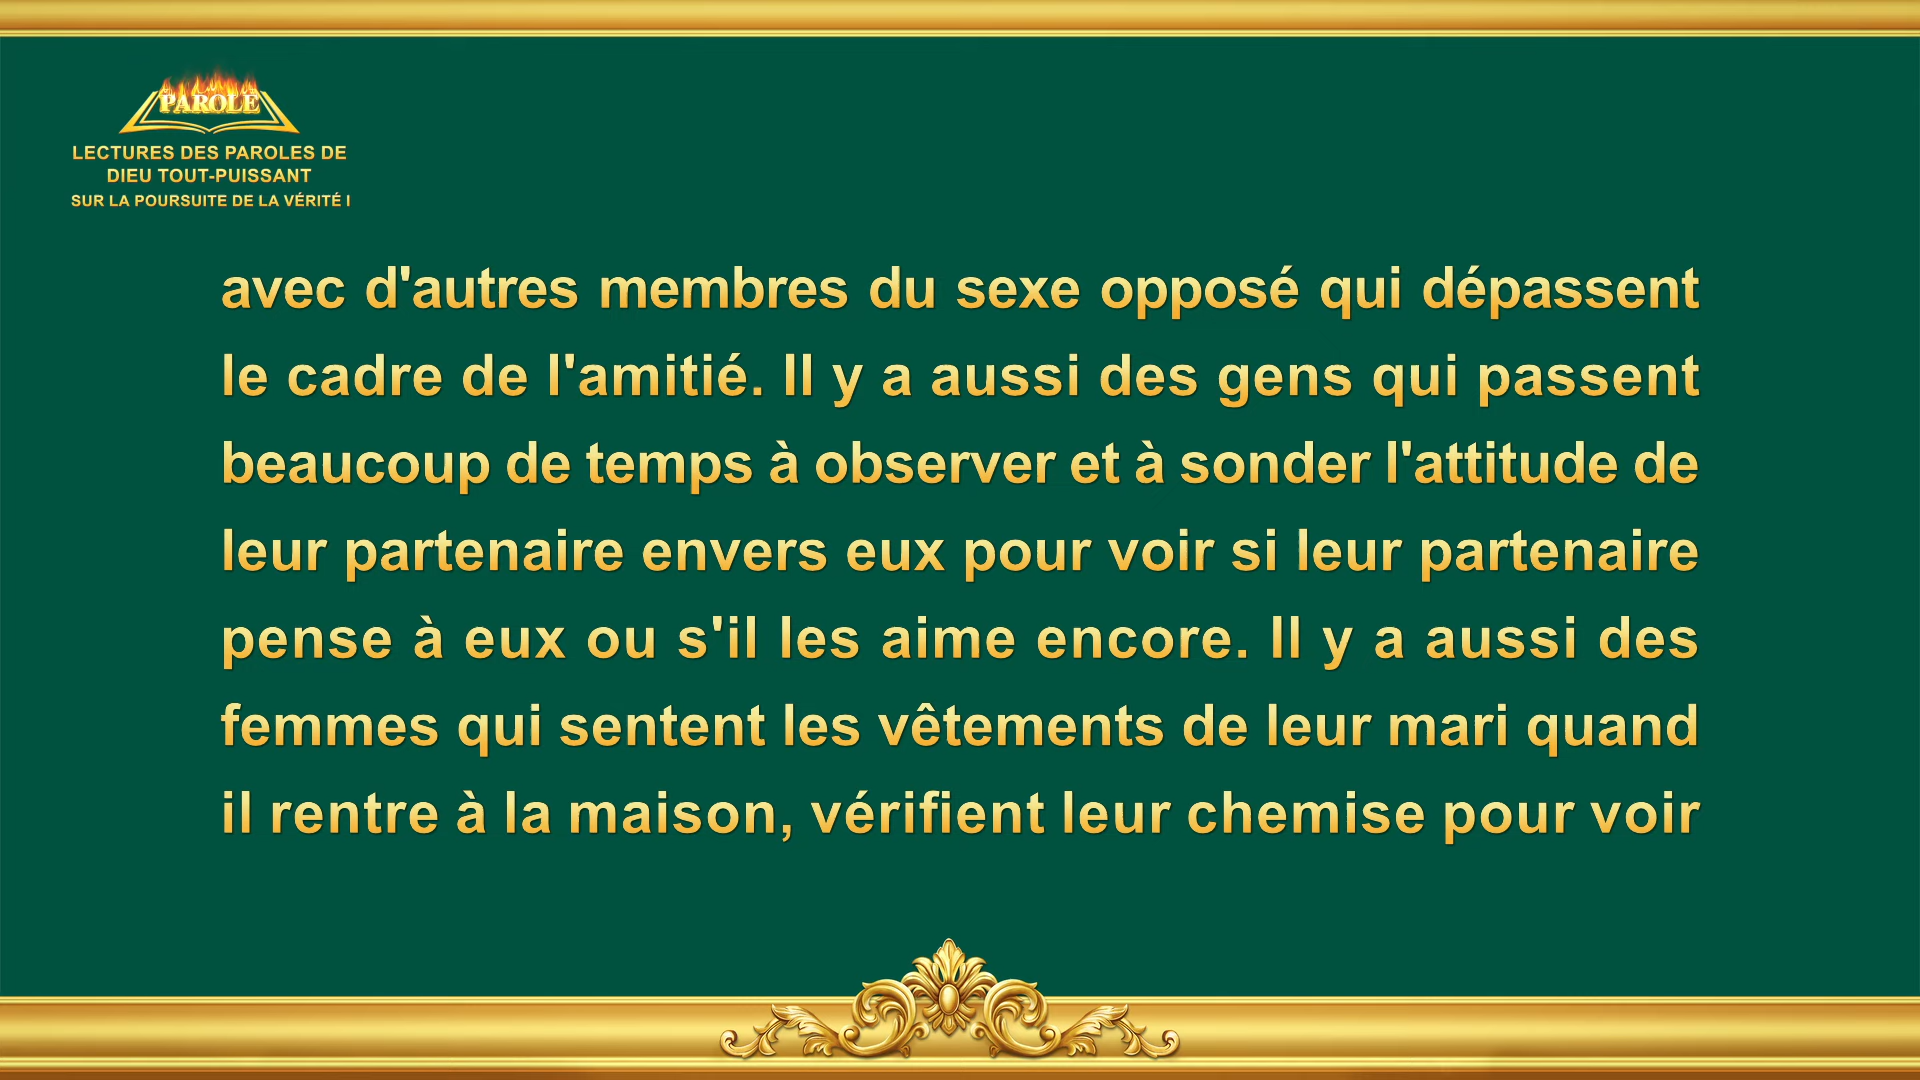 PAROLE
LECTURES DES PAROLES DE
DIEU TOUT-PUISSANT
SUR LA POURSUITE DE LA VÉRITÉ I
avec d'autres membres du sexe opposé qui dépassent
le cadre de l'amitié. Il y a aussi des gens qui passent
beaucoup de temps à observer et à sonder l'attitude de
leur partenaire envers eux pour voir si leur partenaire
pense à eux ou s'il les aime encore. Il y a aussi des
femmes qui sentent les vêtements de leur mari quand
il rentre à la maison, vérifient leur chemise pour voir